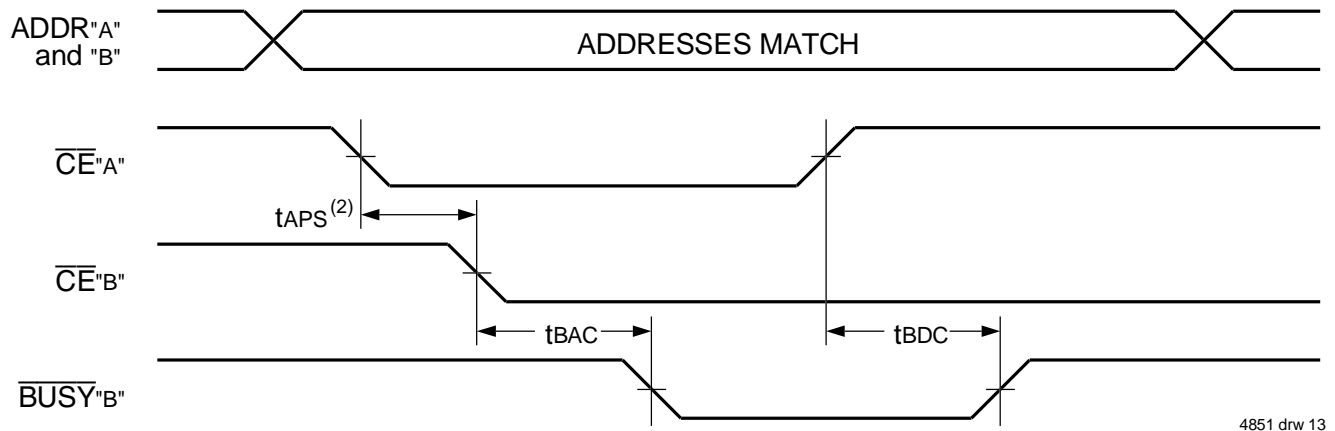 ADDR"A"
and "B"
ADDRESSES MATCH
CE"A"
tAPS(2)
CE"B"
tBAC
tBDC
BUSY"B"
4851 drw 13